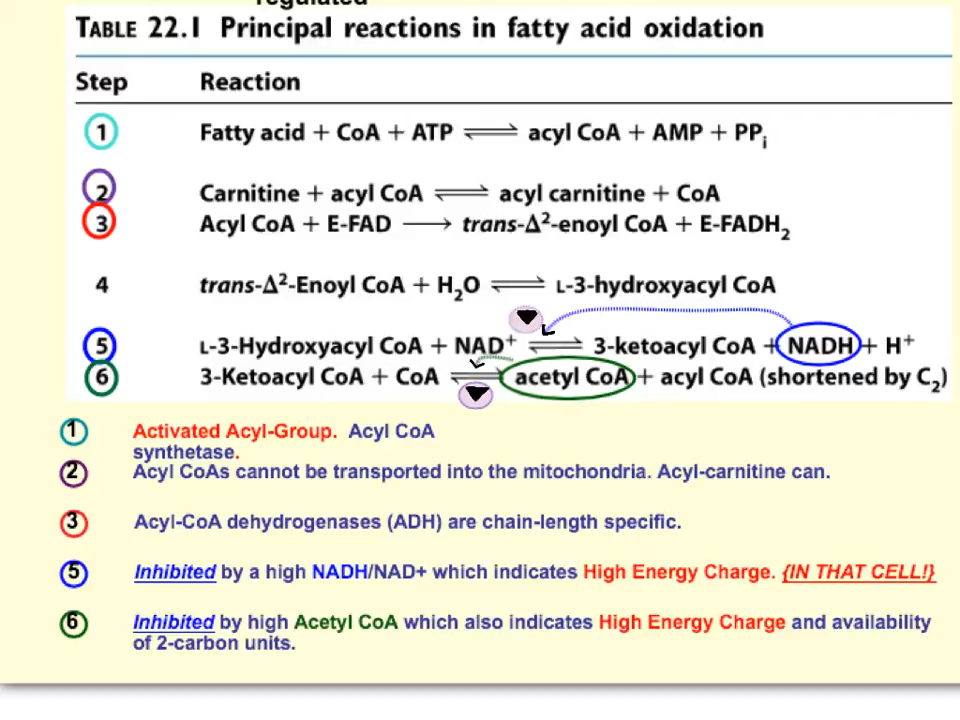 regulated
TABLE 22.1 Principal reactions in fatty acid oxidation
Step Reaction
1 Fatty acid + CoA + ATP ⇌ acyl CoA + AMP + PPi
2 Carnitine + acyl CoA ⇌ acyl carnitine + CoA
3 Acyl CoA + E-FAD ⟶ trans-Δ²-enoyl CoA + E-FADH₂
4 trans-Δ²-Enoyl CoA + H₂O ⇌ L-3-hydroxyacyl CoA
5 L-3-Hydroxyacyl CoA + NAD⁺ ⇌ 3-ketoacyl CoA + NADH + H⁺
6 3-Ketoacyl CoA + CoA ⇌ acetyl CoA + acyl CoA (shortened by C₂)
1 Activated Acyl-Group. Acyl CoA
synthetase.
2 Acyl CoAs cannot be transported into the mitochondria. Acyl-carnitine can.
3 Acyl-CoA dehydrogenases (ADH) are chain-length specific.
5 Inhibited by a high NADH/NAD+ which indicates High Energy Charge. {IN THAT CELL!}
6 Inhibited by high Acetyl CoA which also indicates High Energy Charge and availability
of 2-carbon units.